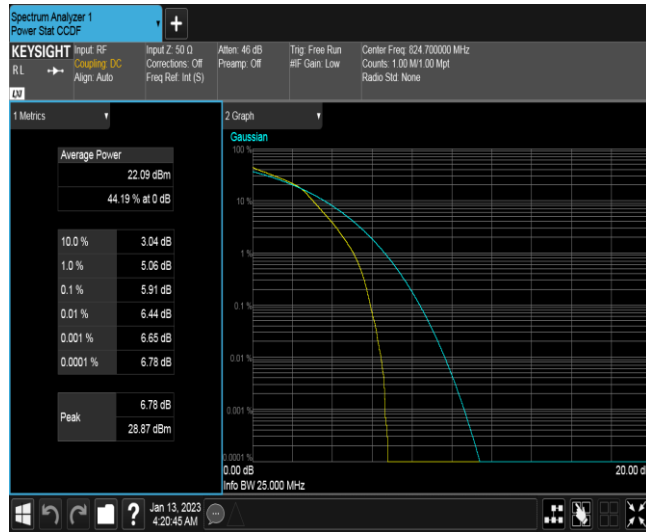 Spectrum Analyzer 1
Power Stat CCDF
+
KEYSIGHT
RL
LXI
Input: RF
Coupling: DC
Align: Auto
Input Z: 50 Ω
Corrections: Off
Freq Ref: Int (S)
Atten: 46 dB
Preamp: Off
Trig: Free Run
#IF Gain: Low
Center Freq: 824.700000 MHz
Counts: 1.00 M/1.00 Mpt
Radio Std: None
1 Metrics
Average Power
22.09 dBm
44.19 % at 0 dB
10.0 % 3.04 dB
1.0 % 5.06 dB
0.1 % 5.91 dB
0.01 % 6.44 dB
0.001 % 6.65 dB
0.0001 % 6.78 dB
Peak
6.78 dB
28.87 dBm
2 Graph
Gaussian
100 %
10 %
1 %
0.1 %
0.01 %
0.001 %
0.0001 %
0.00 dB
20.00 d
Info BW 25.000 MHz
?
Jan 13, 2023
4:20:45 AM